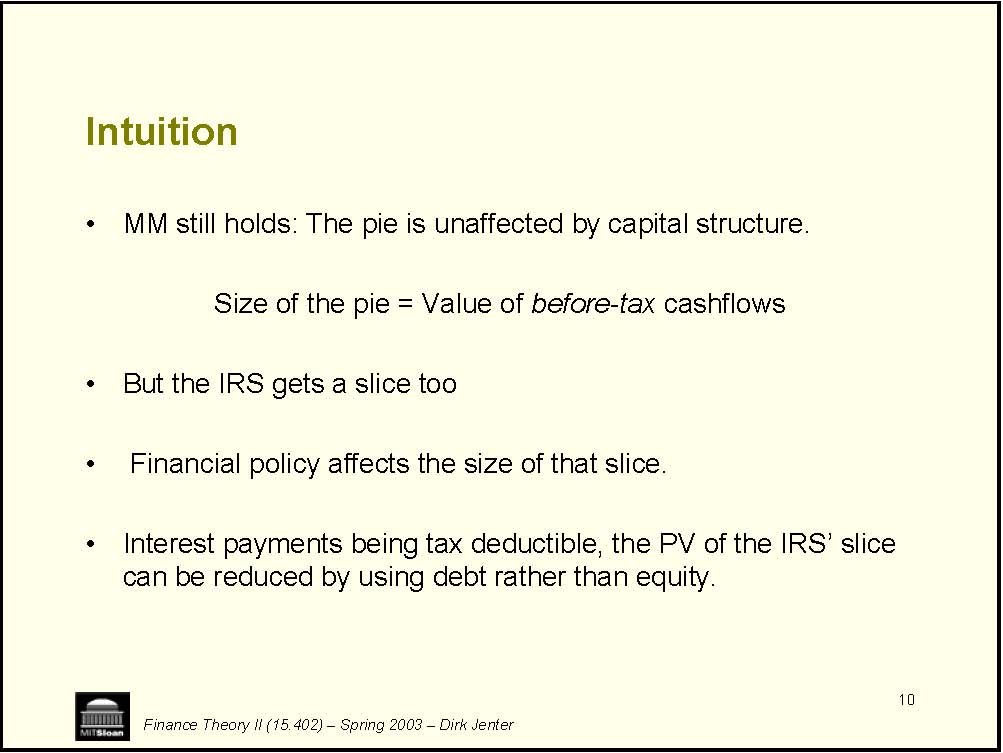 Intuition
• MM still holds: The pie is unaffected by capital structure.
Size of the pie = Value of before-tax cashflows
• But the IRS gets a slice too
• Financial policy affects the size of that slice.
• Interest payments being tax deductible, the PV of the IRS’ slice
can be reduced by using debt rather than equity.
10
MITSloan
Finance Theory II (15.402) – Spring 2003 – Dirk Jenter